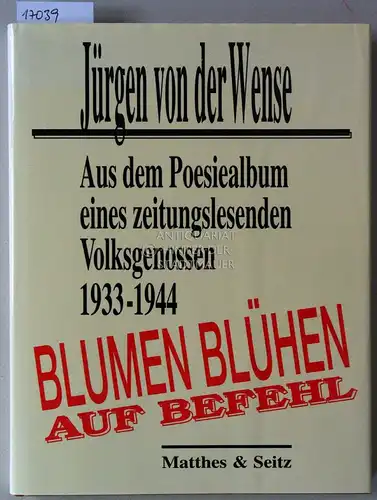 17039
Jürgen von der Wense
Aus dem Poesiealbum
eines zeitungslesenden
Volksgenossen
1933-1944
BLUMEN BLÜHEN
AUF BEFEHL
Matthes & Seitz
ANTIQUARIAT